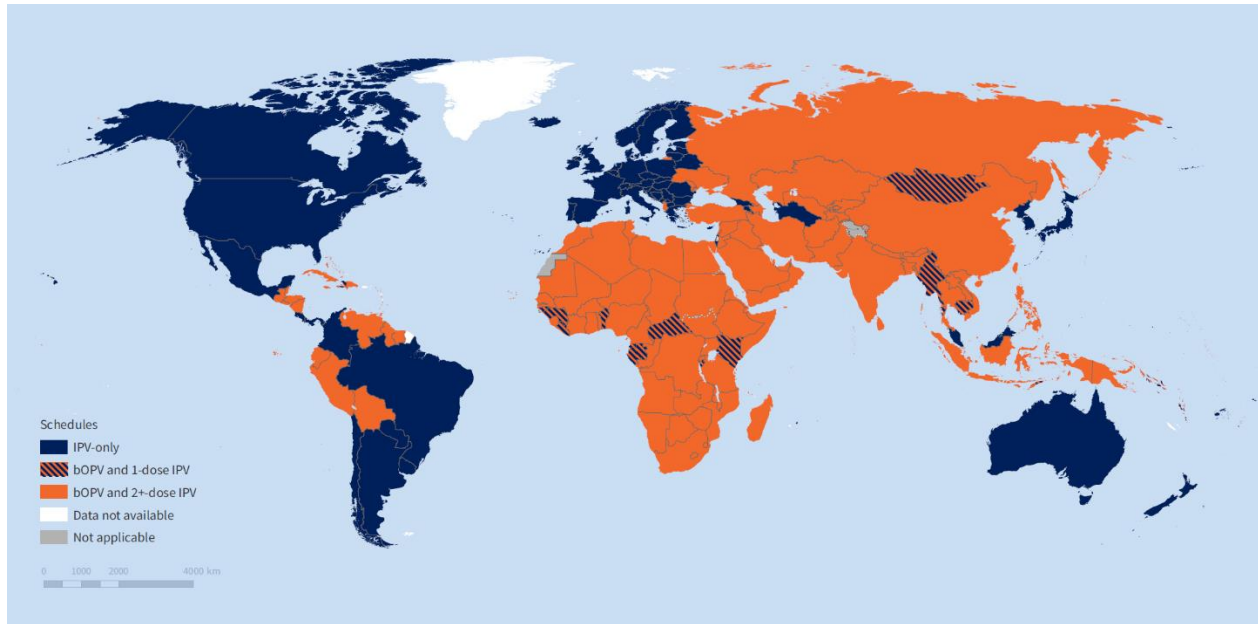 Schedules
IPV-only
bOPV and 1-dose IPV
bOPV and 2+-dose IPV
Data not available
Not applicable
0 1000 2000 4000 km